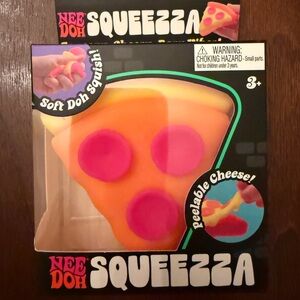 NEE DOH SQUEEZZA
Soft Doh Squish!
WARNING:
CHOKING HAZARD - Small parts
Not for children under 3 years.
3+
Peelable Cheese!
NEE DOH SQUEEZZA